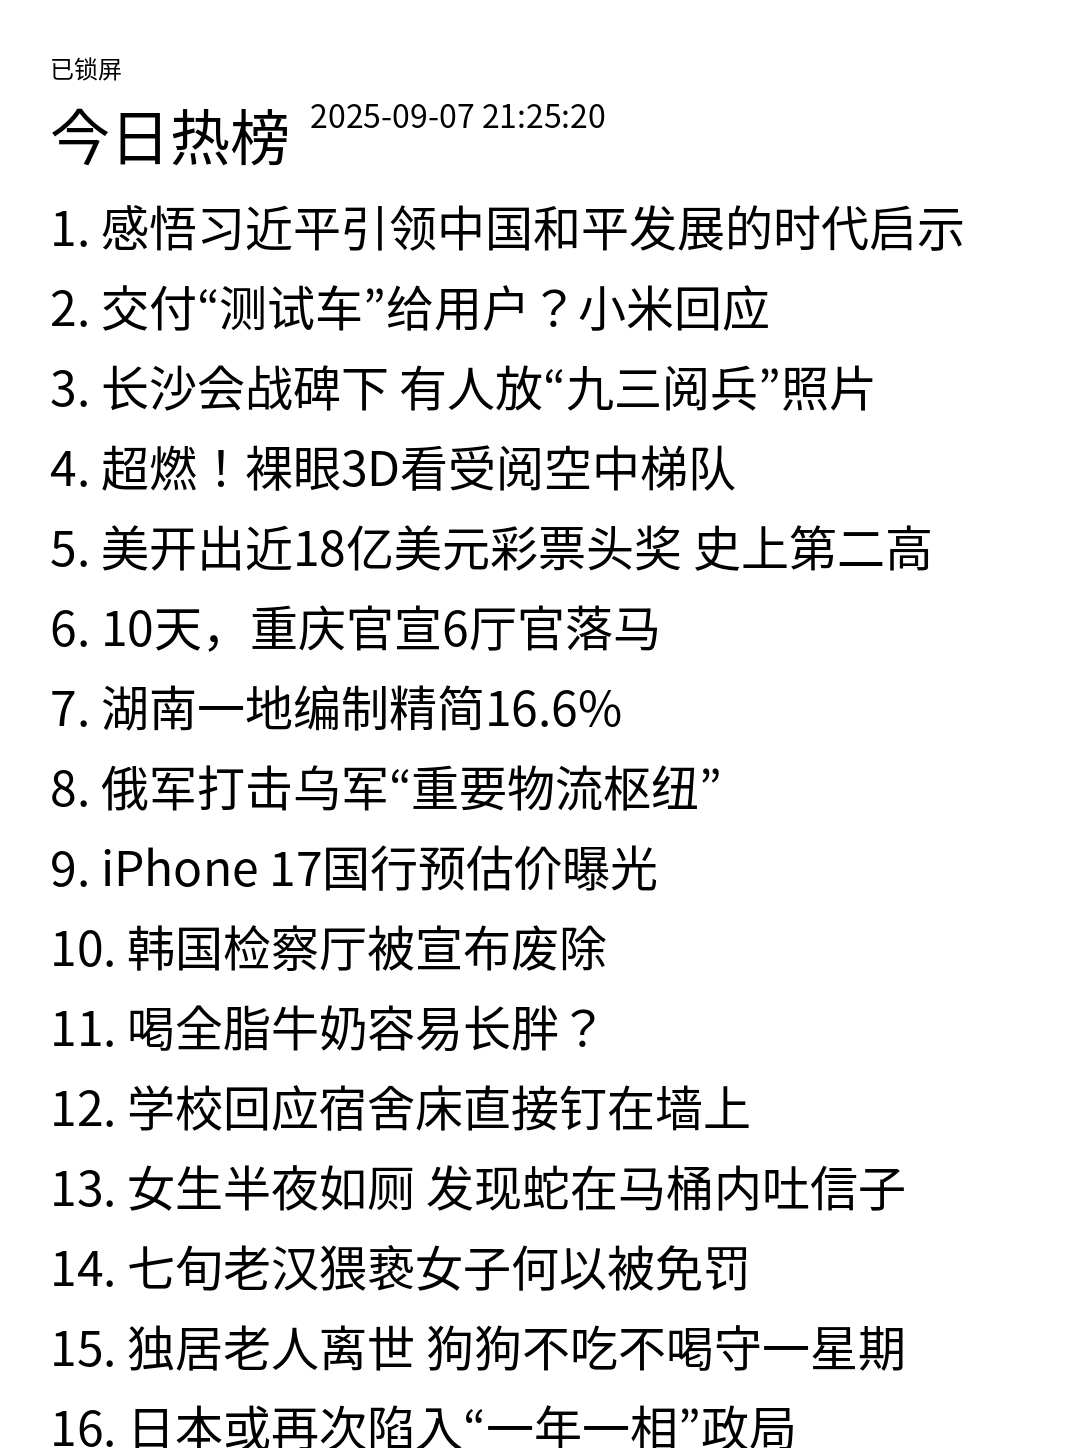 已锁屏
今日热榜 2025-09-07 21:25:20
1. 感悟习近平引领中国和平发展的时代启示
2. 交付“测试车”给用户？小米回应
3. 长沙会战碑下 有人放“九三阅兵”照片
4. 超燃！裸眼3D看受阅空中梯队
5. 美开出近18亿美元彩票头奖 史上第二高
6. 10天，重庆官宣6厅官落马
7. 湖南一地编制精简16.6%
8. 俄军打击乌军“重要物流枢纽”
9. iPhone 17国行预估价曝光
10. 韩国检察厅被宣布废除
11. 喝全脂牛奶容易长胖？
12. 学校回应宿舍床直接钉在墙上
13. 女生半夜如厕 发现蛇在马桶内吐信子
14. 七旬老汉猥亵女子何以被免罚
15. 独居老人离世 狗狗不吃不喝守一星期
16. 日本或再次陷入“一年一相”政局